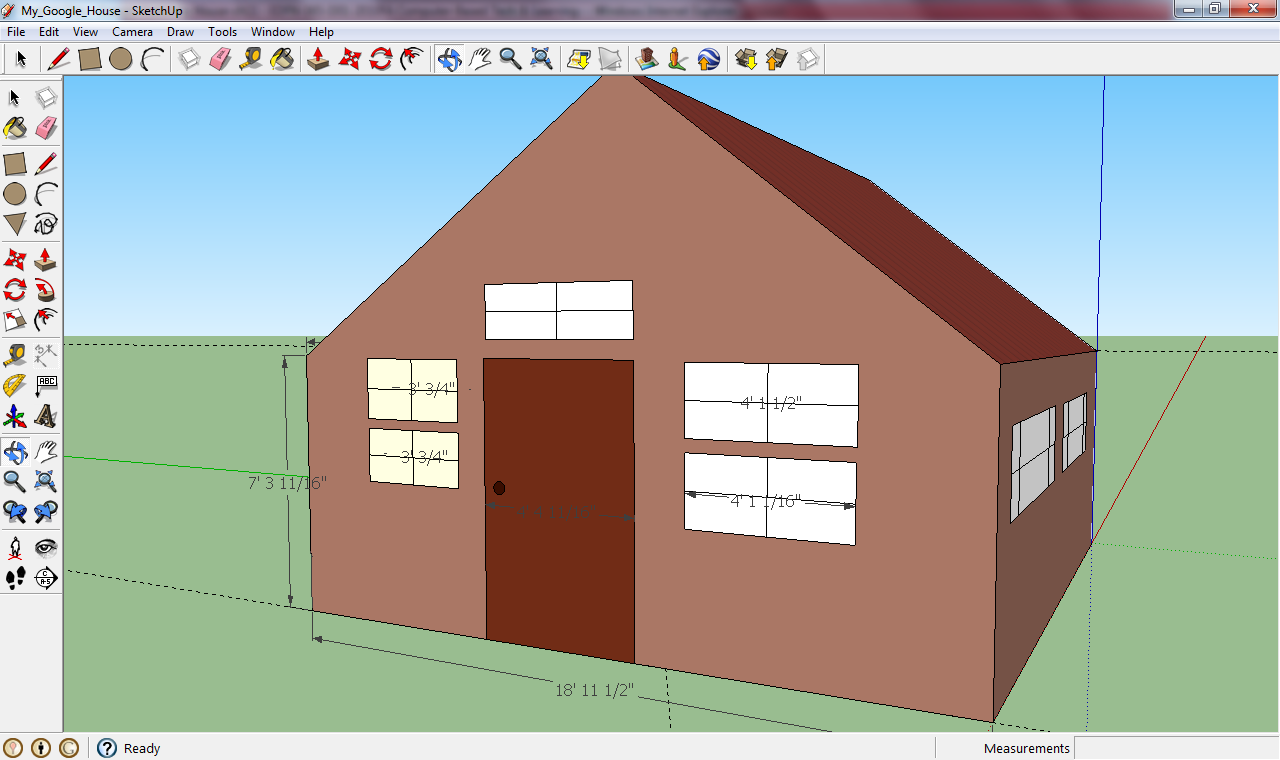 My_Google_House - SketchUp
File Edit View Camera Draw Tools Window Help
ABC
3' 3/4"
4' 1 1/2"
3' 3/4"
7' 3 11/16"
4' 1 1/16"
18' 11 1/2"
Ready
Measurements